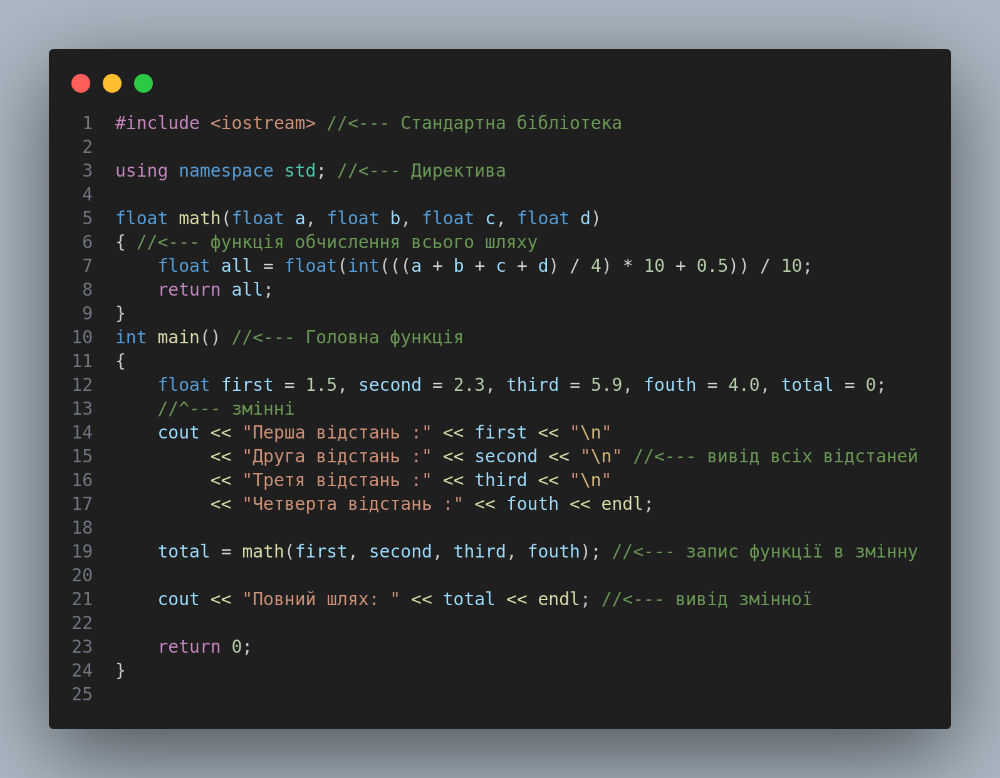 1 #include <iostream> //<--- Стандартна бібліотека
2
3 using namespace std; //<--- Директива
4
5 float math(float a, float b, float c, float d)
6 { //<--- функція обчислення всього шляху
7     float all = float(int(((a + b + c + d) / 4) * 10 + 0.5)) / 10;
8     return all;
9 }
10 int main() //<--- Головна функція
11 {
12     float first = 1.5, second = 2.3, third = 5.9, fouth = 4.0, total = 0;
13     //^--- змінні
14     cout << "Перша відстань :" << first << "\n"
15          << "Друга відстань :" << second << "\n" //<--- вивід всіх відстаней
16          << "Третя відстань :" << third << "\n"
17          << "Четверта відстань :" << fouth << endl;
18
19     total = math(first, second, third, fouth); //<--- запис функції в змінну
20
21     cout << "Повний шлях: " << total << endl; //<--- вивід змінної
22
23     return 0;
24 }
25